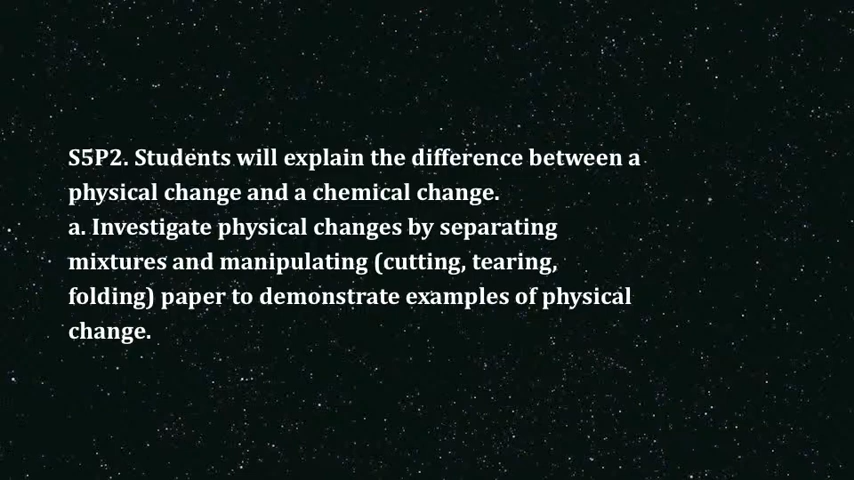 S5P2. Students will explain the difference between a
physical change and a chemical change.
a. Investigate physical changes by separating
mixtures and manipulating (cutting, tearing,
folding) paper to demonstrate examples of physical
change.